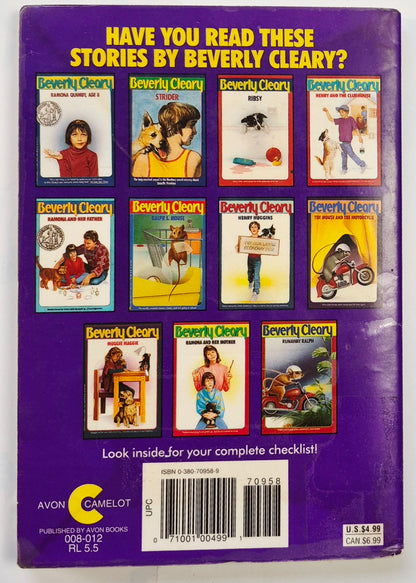 HAVE YOU READ THESE
STORIES BY BEVERLY CLEARY?
Beverly Cleary
RAMONA QUIMBY, AGE 8
Beverly Cleary
STRIDER
Beverly Cleary
RIBSY
Beverly Cleary
HENRY AND THE CLUBHOUSE
Beverly Cleary
RAMONA AND HER FATHER
Beverly Cleary
RALPH S. MOUSE
Beverly Cleary
HENRY HUGGINS
Beverly Cleary
THE MOUSE AND THE MOTORCYCLE
Beverly Cleary
MUGGIE MAGGIE
Beverly Cleary
RAMONA AND HER MOTHER
Beverly Cleary
RUNAWAY RALPH
Look inside for your complete checklist!
ISBN 0-380-70958-9
70958
UPC
0 71001 00499 1
AVON CAMELOT
PUBLISHED BY AVON BOOKS
008-012
RL 5.5
U.S. $4.99
CAN. $6.99